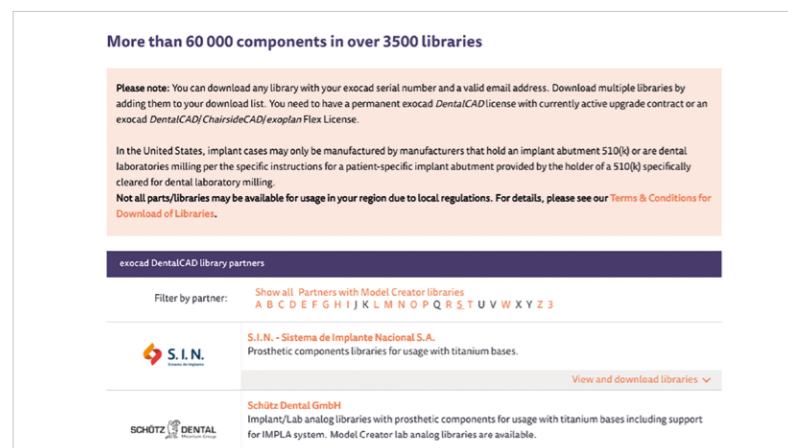 More than 60 000 components in over 3500 libraries
Please note: You can download any library with your exocad serial number and a valid email address. Download multiple libraries by
adding them to your download list. You need to have a permanent exocad DentalCAD license with currently active upgrade contract or an
exocad DentalCAD/ChairsideCAD/exoplan Flex License.
In the United States, implant cases may only be manufactured by manufacturers that hold an implant abutment 510(k) or are dental
laboratories milling per the specific instructions for a patient-specific implant abutment provided by the holder of a 510(k) specifically
cleared for dental laboratory milling.
Not all parts/libraries may be available for usage in your region due to local regulations. For details, please see our Terms & Conditions for
Download of Libraries.
exocad DentalCAD library partners
Filter by partner:
Show all Partners with Model Creator libraries
A B C D E F G H I J K L M N O P Q R S T U V W X Y Z 3
S.I.N.
Sistema de Implante
S.I.N. - Sistema de Implante Nacional S.A.
Prosthetic components libraries for usage with titanium bases.
View and download libraries
SCHÜTZ DENTAL
Schütz Dental GmbH
Implant/Lab analog libraries with prosthetic components for usage with titanium bases including support
for IMPLA system. Model Creator lab analog libraries are available.